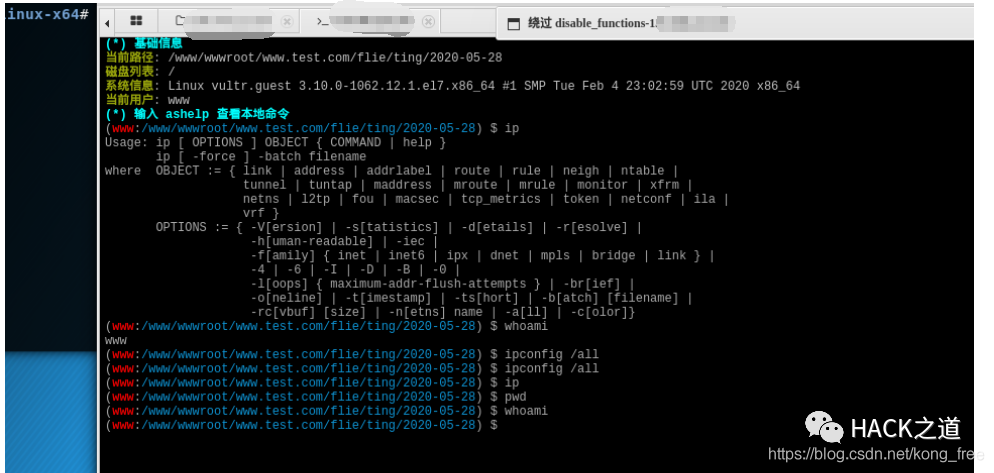 inux-x64#
绕过 disable_functions-1
(*) 基础信息
当前路径: /www/wwwroot/www.test.com/flie/ting/2020-05-28
磁盘列表: /
系统信息: Linux vultr.guest 3.10.0-1062.12.1.el7.x86_64 #1 SMP Tue Feb 4 23:02:59 UTC 2020 x86_64
当前用户: www
(*) 输入 ashelp 查看本地命令
(www:/www/wwwroot/www.test.com/flie/ting/2020-05-28) $ ip
Usage: ip [ OPTIONS ] OBJECT { COMMAND | help }
ip [ -force ] -batch filename
where  OBJECT := { link | address | addrlabel | route | rule | neigh | ntable |
tunnel | tuntap | maddress | mroute | mrule | monitor | xfrm |
netns | l2tp | fou | macsec | tcp_metrics | token | netconf | ila |
vrf }
OPTIONS := { -V[ersion] | -s[tatistics] | -d[etails] | -r[esolve] |
-h[uman-readable] | -iec |
-f[amily] { inet | inet6 | ipx | dnet | mpls | bridge | link } |
-4 | -6 | -I | -D | -B | -0 |
-l[oops] { maximum-addr-flush-attempts } | -br[ief] |
-o[neline] | -t[imestamp] | -ts[hort] | -b[atch] [filename] |
-rc[vbuf] [size] | -n[etns] name | -a[ll] | -c[olor]}
(www:/www/wwwroot/www.test.com/flie/ting/2020-05-28) $ whoami
www
(www:/www/wwwroot/www.test.com/flie/ting/2020-05-28) $ ipconfig /all
(www:/www/wwwroot/www.test.com/flie/ting/2020-05-28) $ ipconfig /all
(www:/www/wwwroot/www.test.com/flie/ting/2020-05-28) $ ip
(www:/www/wwwroot/www.test.com/flie/ting/2020-05-28) $ pwd
(www:/www/wwwroot/www.test.com/flie/ting/2020-05-28) $ whoami
(www:/www/wwwroot/www.test.com/flie/ting/2020-05-28) $
HACK之道
https://blog.csdn.net/kong_free